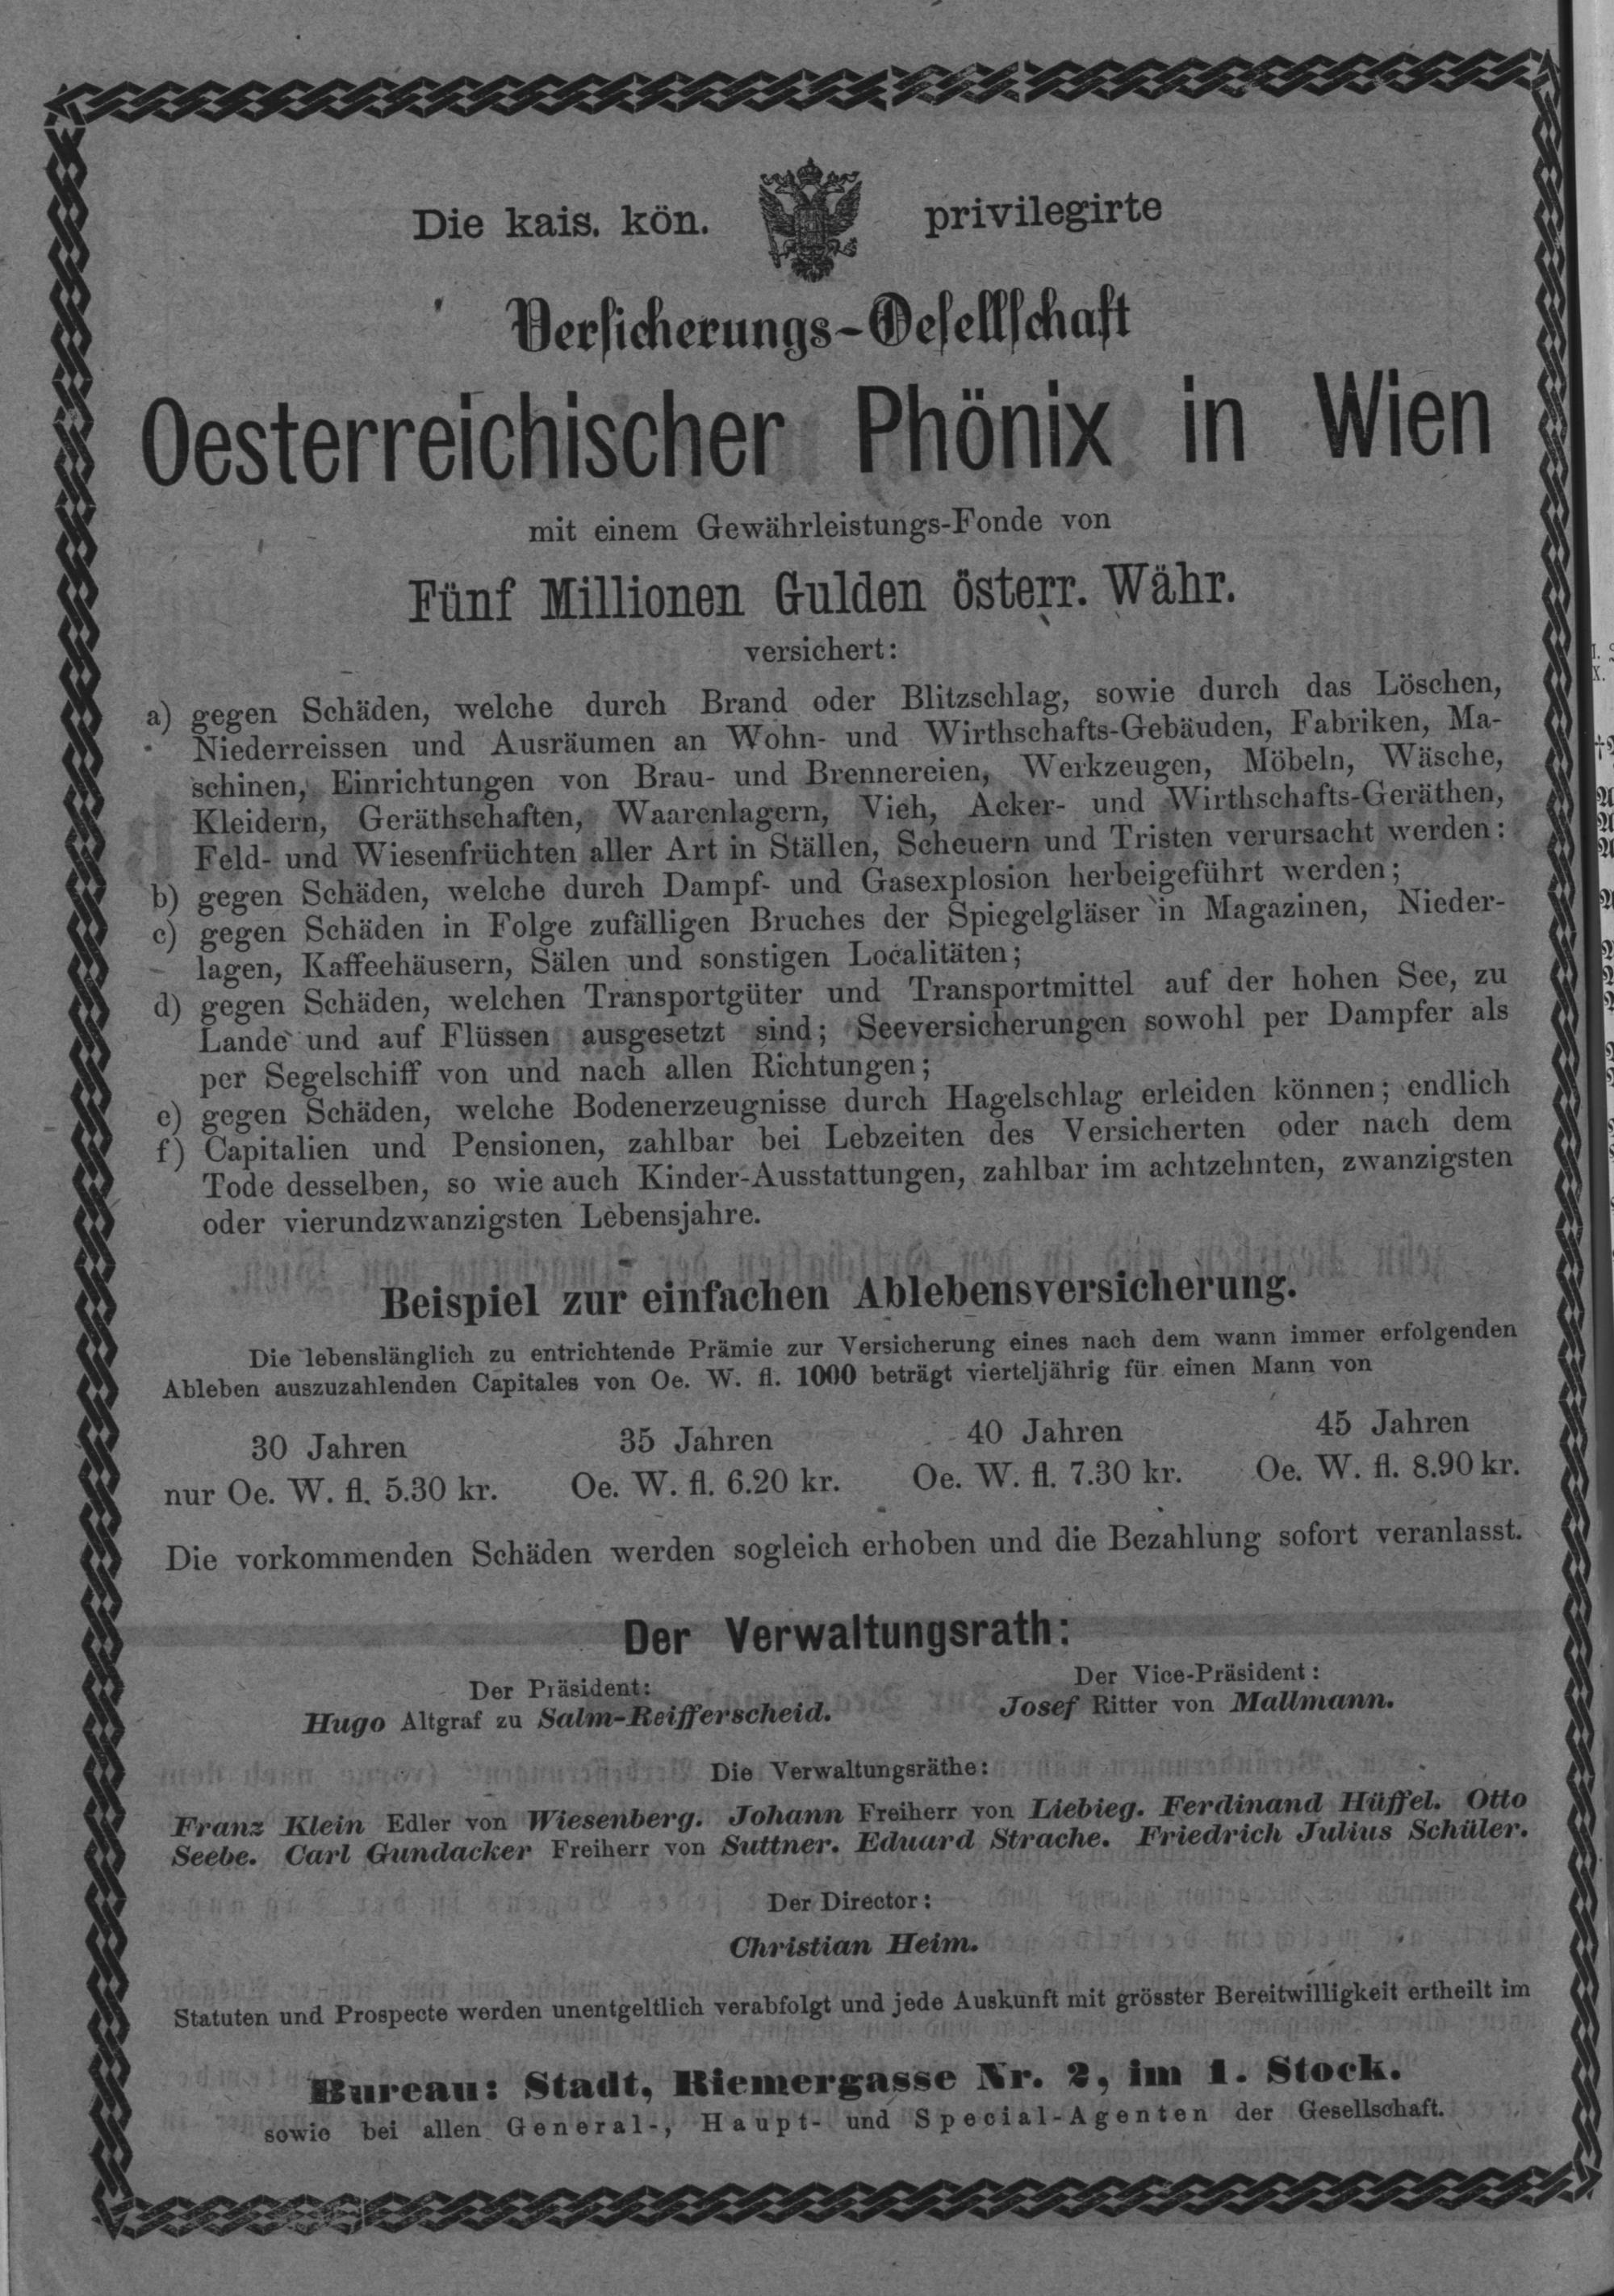 Die kais. kön. privilegirte
Versicherungs-Gesellschaft
Oesterreichischer Phönix in Wien
mit einem Gewährleistungs-Fonde von
Fünf Millionen Gulden österr. Währ.
versichert:
a) gegen Schäden, welche durch Brand oder Blitzschlag, sowie durch das Löschen,
Niederreissen und Ausräumen an Wohn- und Wirthschafts-Gebäuden, Fabriken, Ma-
schinen, Einrichtungen von Brau- und Brennereien, Werkzeugen, Möbeln, Wäsche,
Kleidern, Geräthschaften, Waarenlagern, Vieh, Acker- und Wirthschafts-Geräthen,
Feld- und Wiesenfrüchten aller Art in Ställen, Scheuern und Tristen verursacht werden:
b) gegen Schäden, welche durch Dampf- und Gasexplosion herbeigeführt werden;
c) gegen Schäden in Folge zufälligen Bruches der Spiegelgläser in Magazinen, Nieder-
lagen, Kaffeehäusern, Sälen und sonstigen Localitäten;
d) gegen Schäden, welchen Transportgüter und Transportmittel auf der hohen See, zu
Lande und auf Flüssen ausgesetzt sind; Seeversicherungen sowohl per Dampfer als
per Segelschiff von und nach allen Richtungen;
e) gegen Schäden, welche Bodenerzeugnisse durch Hagelschlag erleiden können; endlich
f) Capitalien und Pensionen, zahlbar bei Lebzeiten des Versicherten oder nach dem
Tode desselben, so wie auch Kinder-Ausstattungen, zahlbar im achtzehnten, zwanzigsten
oder vierundzwanzigsten Lebensjahre.
Beispiel zur einfachen Ablebensversicherung.
Die lebenslänglich zu entrichtende Prämie zur Versicherung eines nach dem wann immer erfolgenden
Ableben auszuzahlenden Capitales von Oe. W. fl. 1000 beträgt vierteljährig für einen Mann von
30 Jahren 35 Jahren 40 Jahren 45 Jahren
nur Oe. W. fl. 5.30 kr. Oe. W. fl. 6.20 kr. Oe. W. fl. 7.30 kr. Oe. W. fl. 8.90 kr.
Die vorkommenden Schäden werden sogleich erhoben und die Bezahlung sofort veranlasst.
Der Verwaltungsrath:
Der Präsident: Der Vice-Präsident:
Hugo Altgraf zu Salm-Reifferscheid. Josef Ritter von Mallmann.
Die Verwaltungsräthe:
Franz Klein Edler von Wiesenberg. Johann Freiherr von Liebieg. Ferdinand Hüffel. Otto
Seebe. Carl Gundacker Freiherr von Suttner. Eduard Strache. Friedrich Julius Schüler.
Der Director:
Christian Heim.
Statuten und Prospecte werden unentgeltlich verabfolgt und jede Auskunft mit grösster Bereitwilligkeit ertheilt im
Bureau: Stadt, Riemergasse Nr. 2, im 1. Stock.
sowie bei allen General-, Haupt- und Special-Agenten der Gesellschaft.